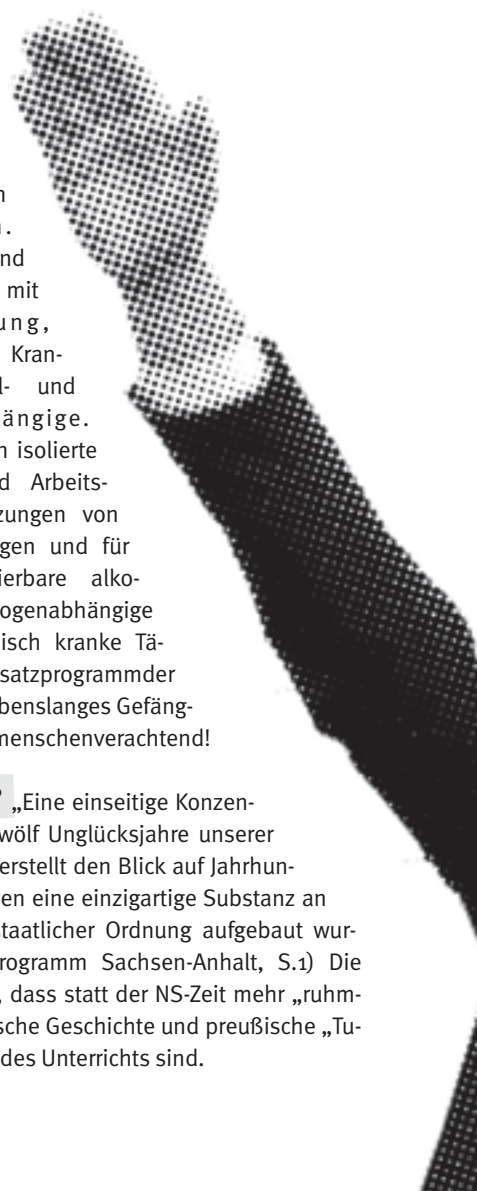 n
n.
nd
mit
ung,
Kran-
l- und
ängige.
n isolierte
d Arbeits-
zungen von
gen und für
ierbare alko-
ogenabhängige
isch kranke Tä-
satzprogrammder
benslanges Gefäng-
menschenverachtend!
? „Eine einseitige Konzen-
wölf Unglücksjahre unserer
erstellt den Blick auf Jahrhun-
en eine einzigartige Substanz an
staatlicher Ordnung aufgebaut wur-
rogramm Sachsen-Anhalt, S.1) Die
, dass statt der NS-Zeit mehr „ruhm-
sche Geschichte und preußische „Tu-
des Unterrichts sind.